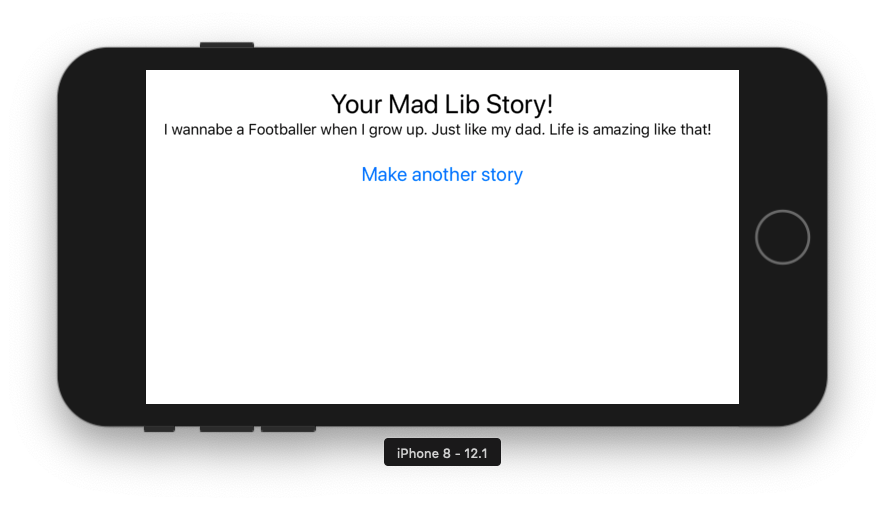 Your Mad Lib Story!
I wannabe a Footballer when I grow up. Just like my dad. Life is amazing like that!
Make another story
iPhone 8 - 12.1